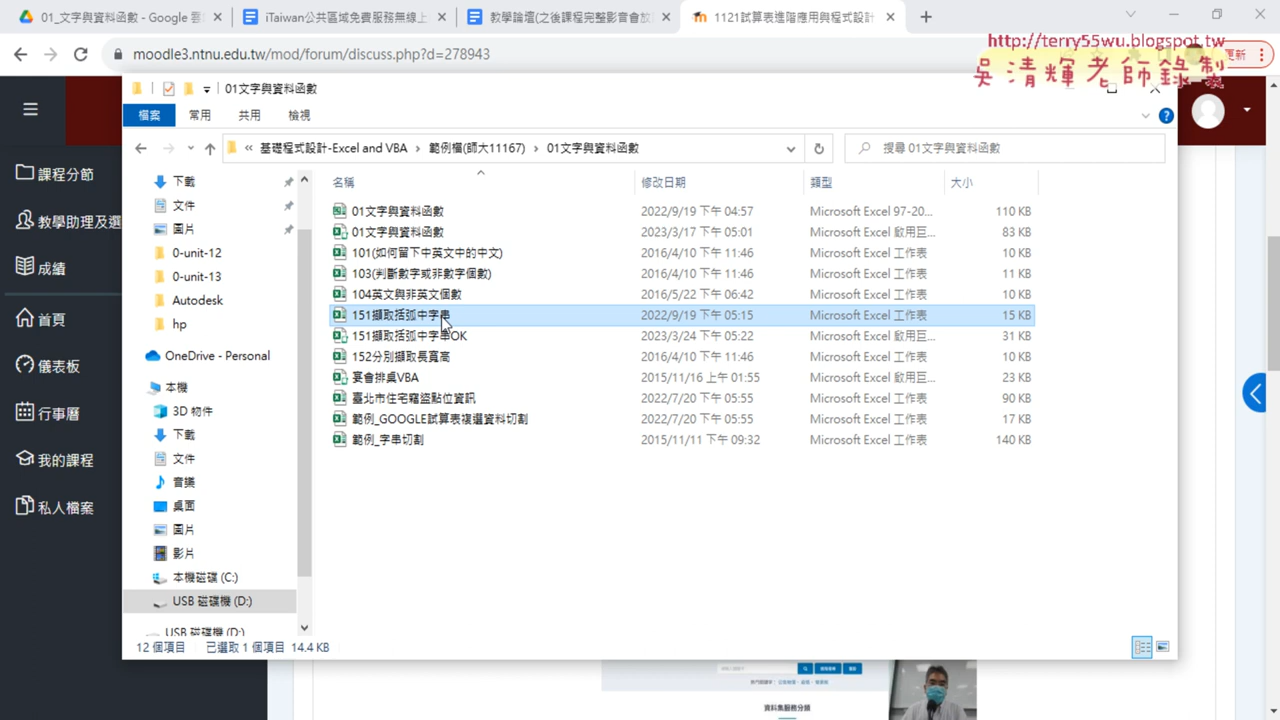 01_文字與資料函數 - Google 雲
iTaiwan公共區域免費服務無線上
教學論壇(之後課程完整影音會放
1121試算表進階應用與程式設計
moodle3.ntnu.edu.tw/mod/forum/discuss.php?d=278943
更新
http://terry55wu.blogspot.tw
吳清輝老師錄製
01文字與資料函數
檔案
常用
共用
檢視
« 基礎程式設計-Excel and VBA › 範例檔(師大11167) › 01文字與資料函數
搜尋 01文字與資料函數
課程分節
教學助理及選
成績
首頁
儀表板
行事曆
我的課程
私人檔案
下載
文件
圖片
0-unit-12
0-unit-13
Autodesk
hp
OneDrive - Personal
本機
3D 物件
下載
文件
音樂
桌面
圖片
影片
本機磁碟 (C:)
USB 磁碟機 (D:)
USB 磁碟機 (D:)
名稱 修改日期 類型 大小
01文字與資料函數 2022/9/19 下午 04:57 Microsoft Excel 97-20... 110 KB
01文字與資料函數 2023/3/17 下午 05:01 Microsoft Excel 啟用巨... 83 KB
101(如何留下中英文中的中文) 2016/4/10 下午 11:46 Microsoft Excel 工作表 10 KB
103(判斷數字或非數字個數) 2016/4/10 下午 11:46 Microsoft Excel 工作表 11 KB
104英文與非英文個數 2016/5/22 下午 06:42 Microsoft Excel 工作表 10 KB
151擷取括弧中字串 2022/9/19 下午 05:15 Microsoft Excel 工作表 15 KB
151擷取括弧中字串OK 2023/3/24 下午 05:22 Microsoft Excel 啟用巨... 31 KB
152分別擷取長寬高 2016/4/10 下午 11:46 Microsoft Excel 工作表 10 KB
宴會排桌VBA 2015/11/16 上午 01:55 Microsoft Excel 啟用巨... 23 KB
臺北市住宅竊盜點位資訊 2022/7/20 下午 05:55 Microsoft Excel 工作表 90 KB
範例_GOOGLE試算表複選資料切割 2022/7/20 下午 05:55 Microsoft Excel 工作表 17 KB
範例_字串切割 2015/11/11 下午 09:32 Microsoft Excel 工作表 140 KB
12 個項目 已選取 1 個項目 14.4 KB
資料集服務分類